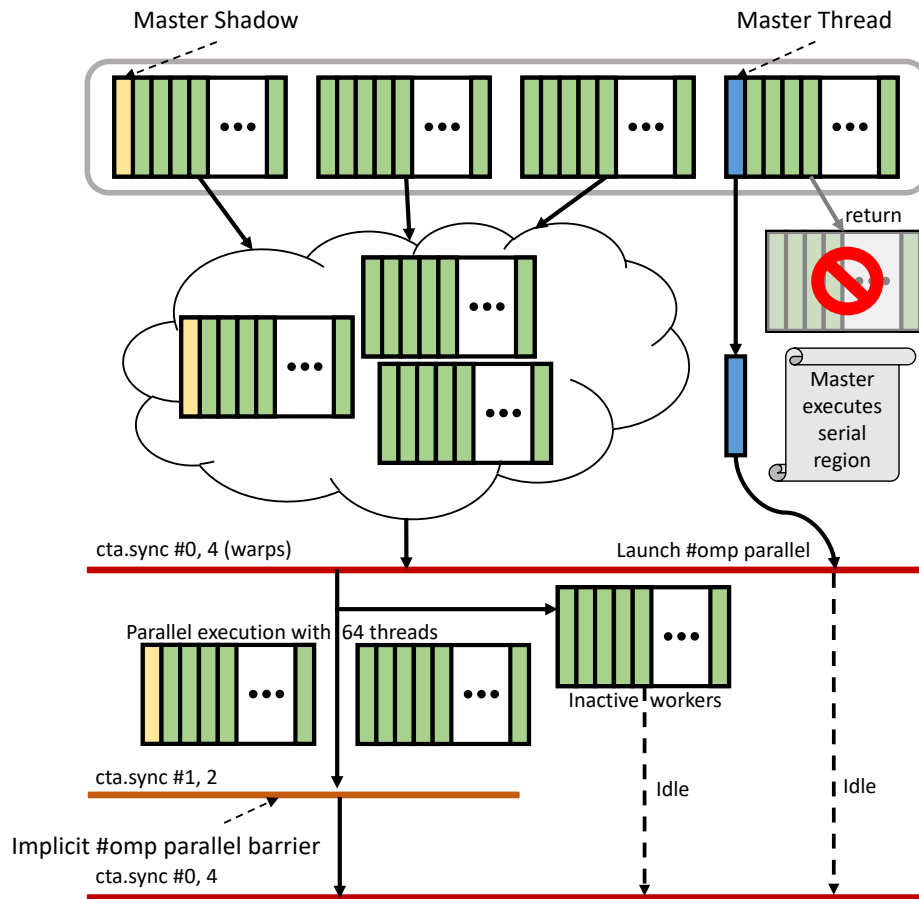 Master Shadow
Master Thread
return
Master
executes
serial
region
cta.sync #0, 4 (warps)
Launch #omp parallel
Parallel execution with 64 threads
Inactive workers
cta.sync #1, 2
Idle
Idle
Implicit #omp parallel barrier
cta.sync #0, 4